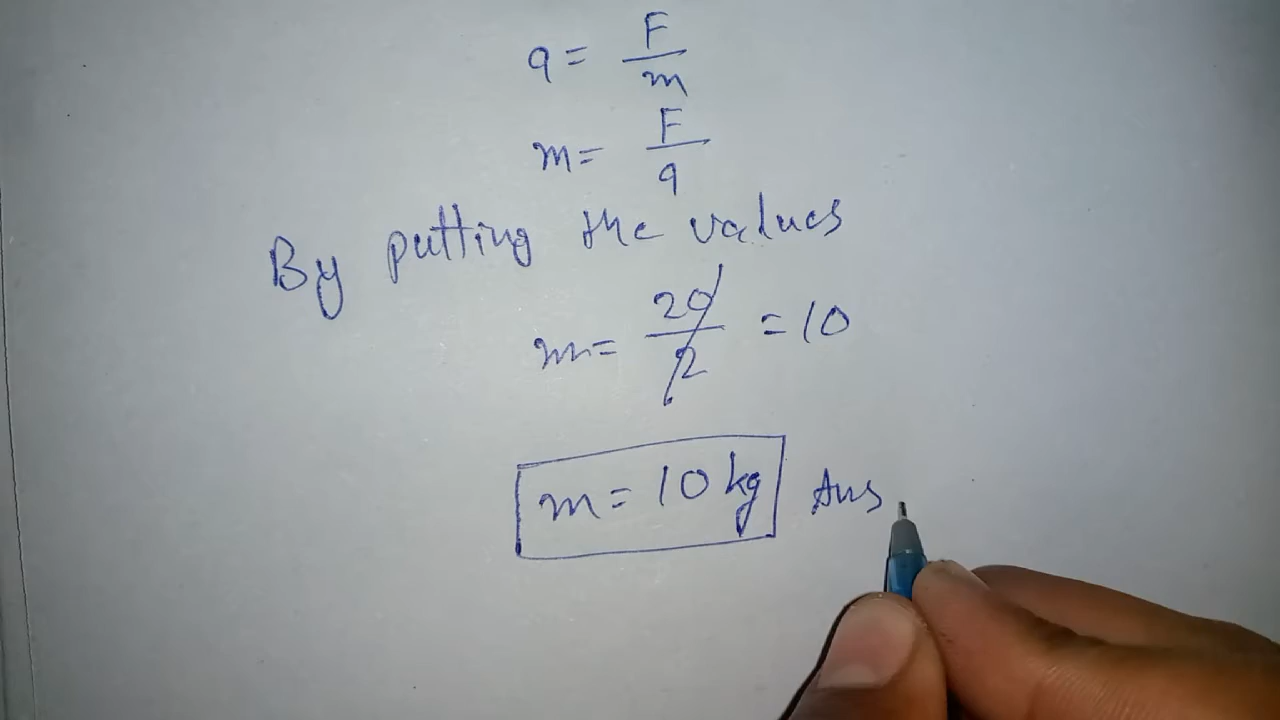 a = F/m
m = F/a
By putting the values
m = 20/2 = 10
m = 10 kg Ans